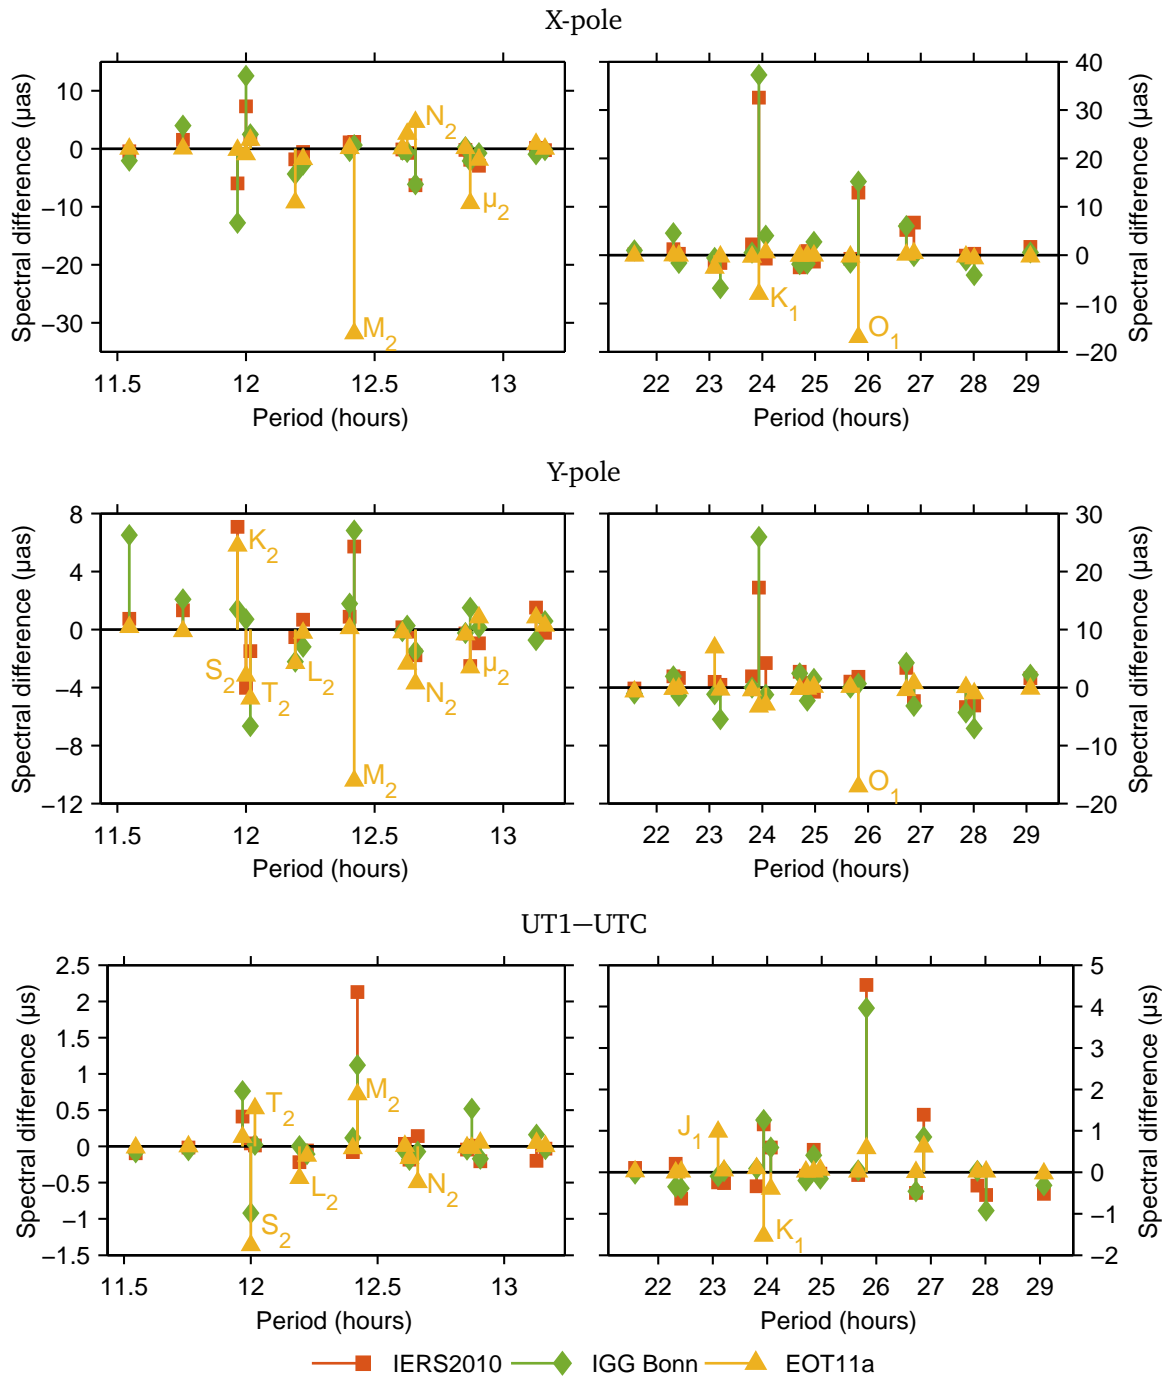 X-pole
Spectral difference (µas)
10
0
−10
−20
−30
N2
µ2
M2
11.5
12
12.5
13
Period (hours)
40
30
20
10
0
−10
−20
K1
O1
22 23 24 25 26 27 28 29
Period (hours)
Spectral difference (µas)
Y-pole
Spectral difference (µas)
8
4
0
−4
−8
−12
K2
S2
T2
L2
µ2
N2
M2
11.5
12
12.5
13
Period (hours)
30
20
10
0
−10
−20
O1
22 23 24 25 26 27 28 29
Period (hours)
Spectral difference (µas)
UT1−UTC
Spectral difference (µs)
2.5
2
1.5
1
0.5
0
−0.5
−1
−1.5
T2
M2
L2
N2
S2
11.5
12
12.5
13
Period (hours)
5
4
3
2
1
0
−1
−2
J1
K1
22 23 24 25 26 27 28 29
Period (hours)
Spectral difference (µs)
IERS2010 IGG Bonn EOT11a